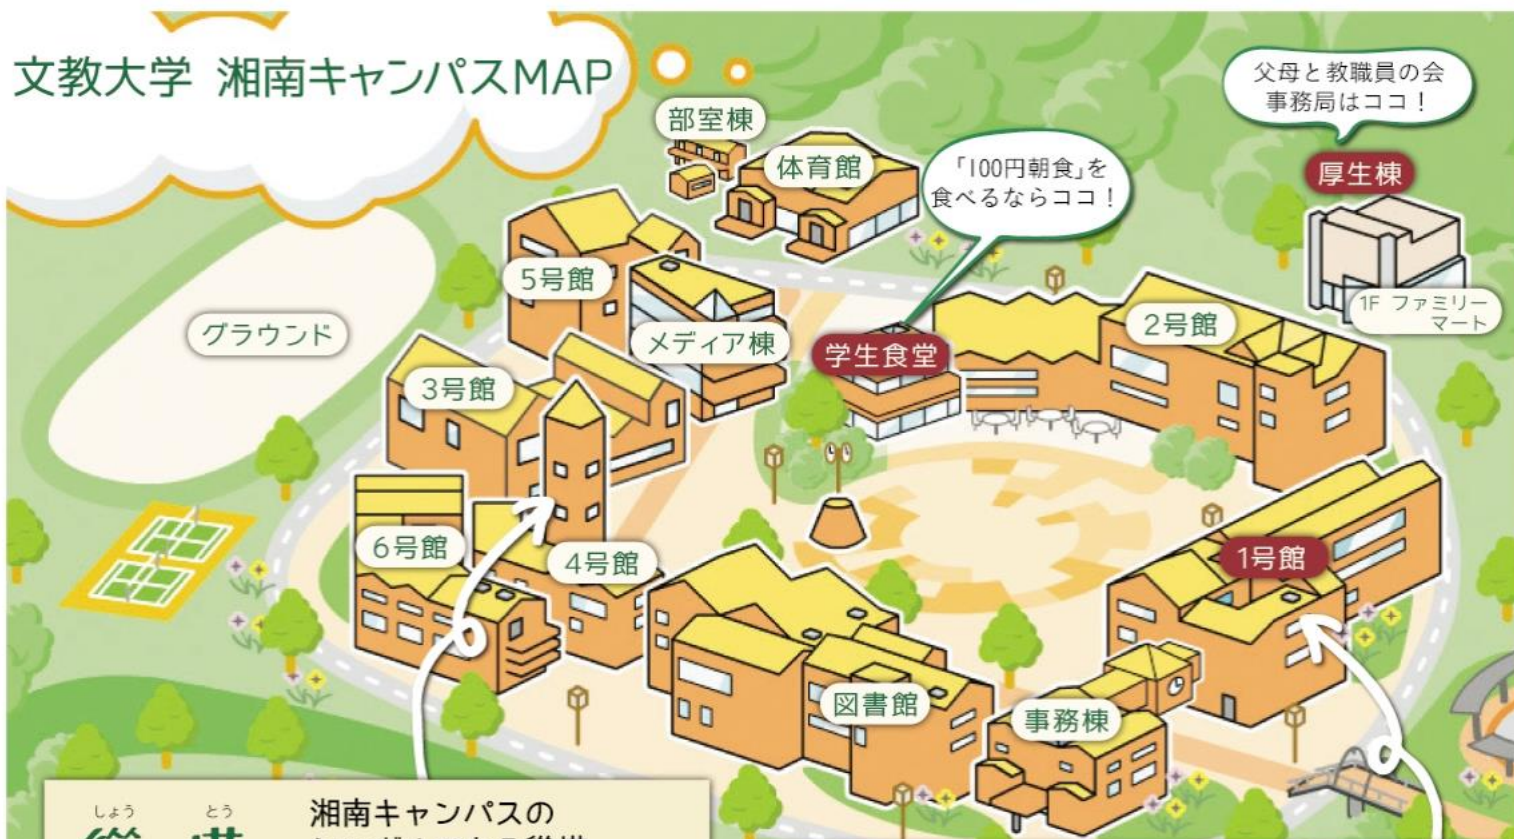 文教大学 湘南キャンパスMAP
父母と教職員の会
事務局はココ！
部室棟
体育館
「100円朝食」を
食べるならココ！
厚生棟
5号館
1F ファミリー
マート
グラウンド
メディア棟
学生食堂
2号館
3号館
6号館
4号館
1号館
図書館
事務棟
しょう とう
湘南キャンパスの